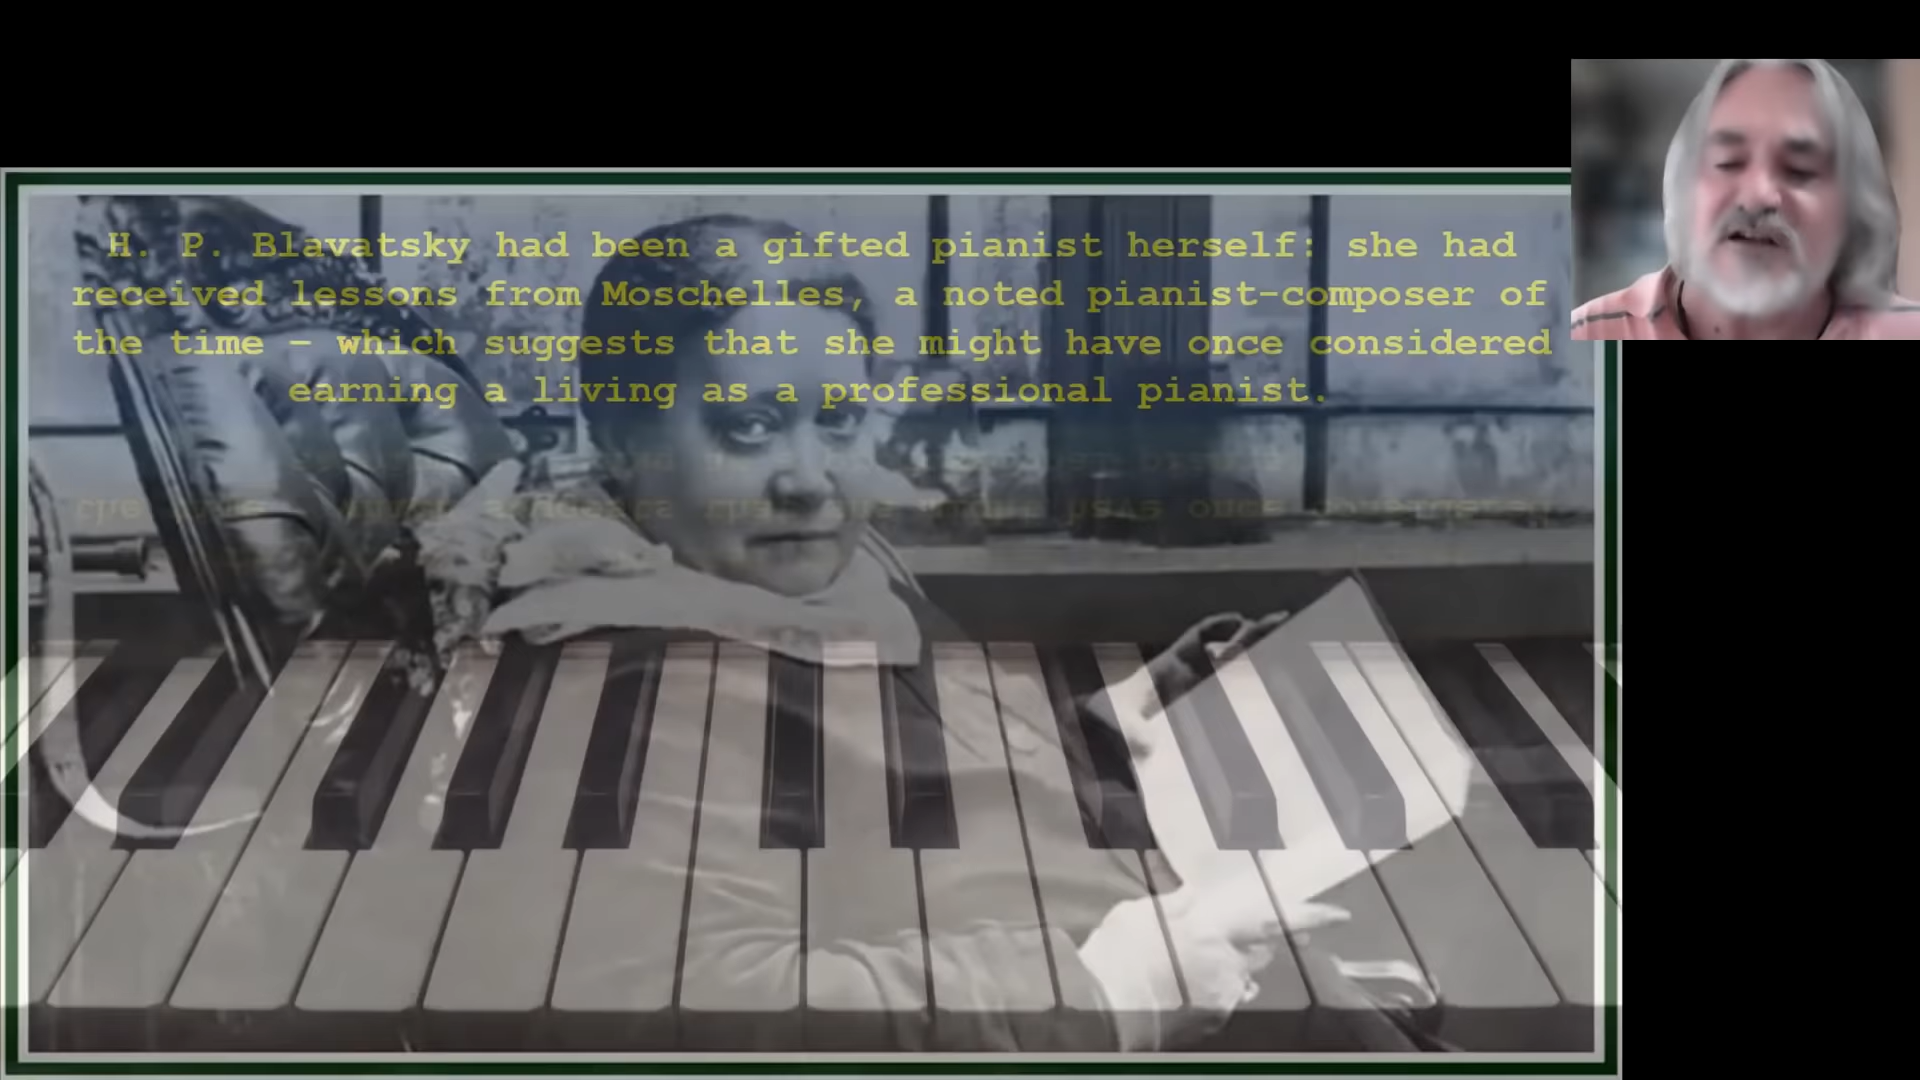 H. P. Blavatsky had been a gifted pianist herself: she had
received lessons from Moschelles, a noted pianist-composer of
the time – which suggests that she might have once considered
earning a living as a professional pianist.